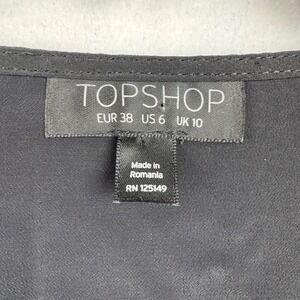 TOPSHOP
EUR 38 US 6 UK 10
Made in
Romania
RN 125149